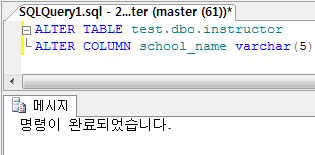 SQLQuery1.sql - 2...ter (master (61))*
ALTER TABLE test.dbo.instructor
ALTER COLUMN school_name varchar(5)
메시지
명령이 완료되었습니다.